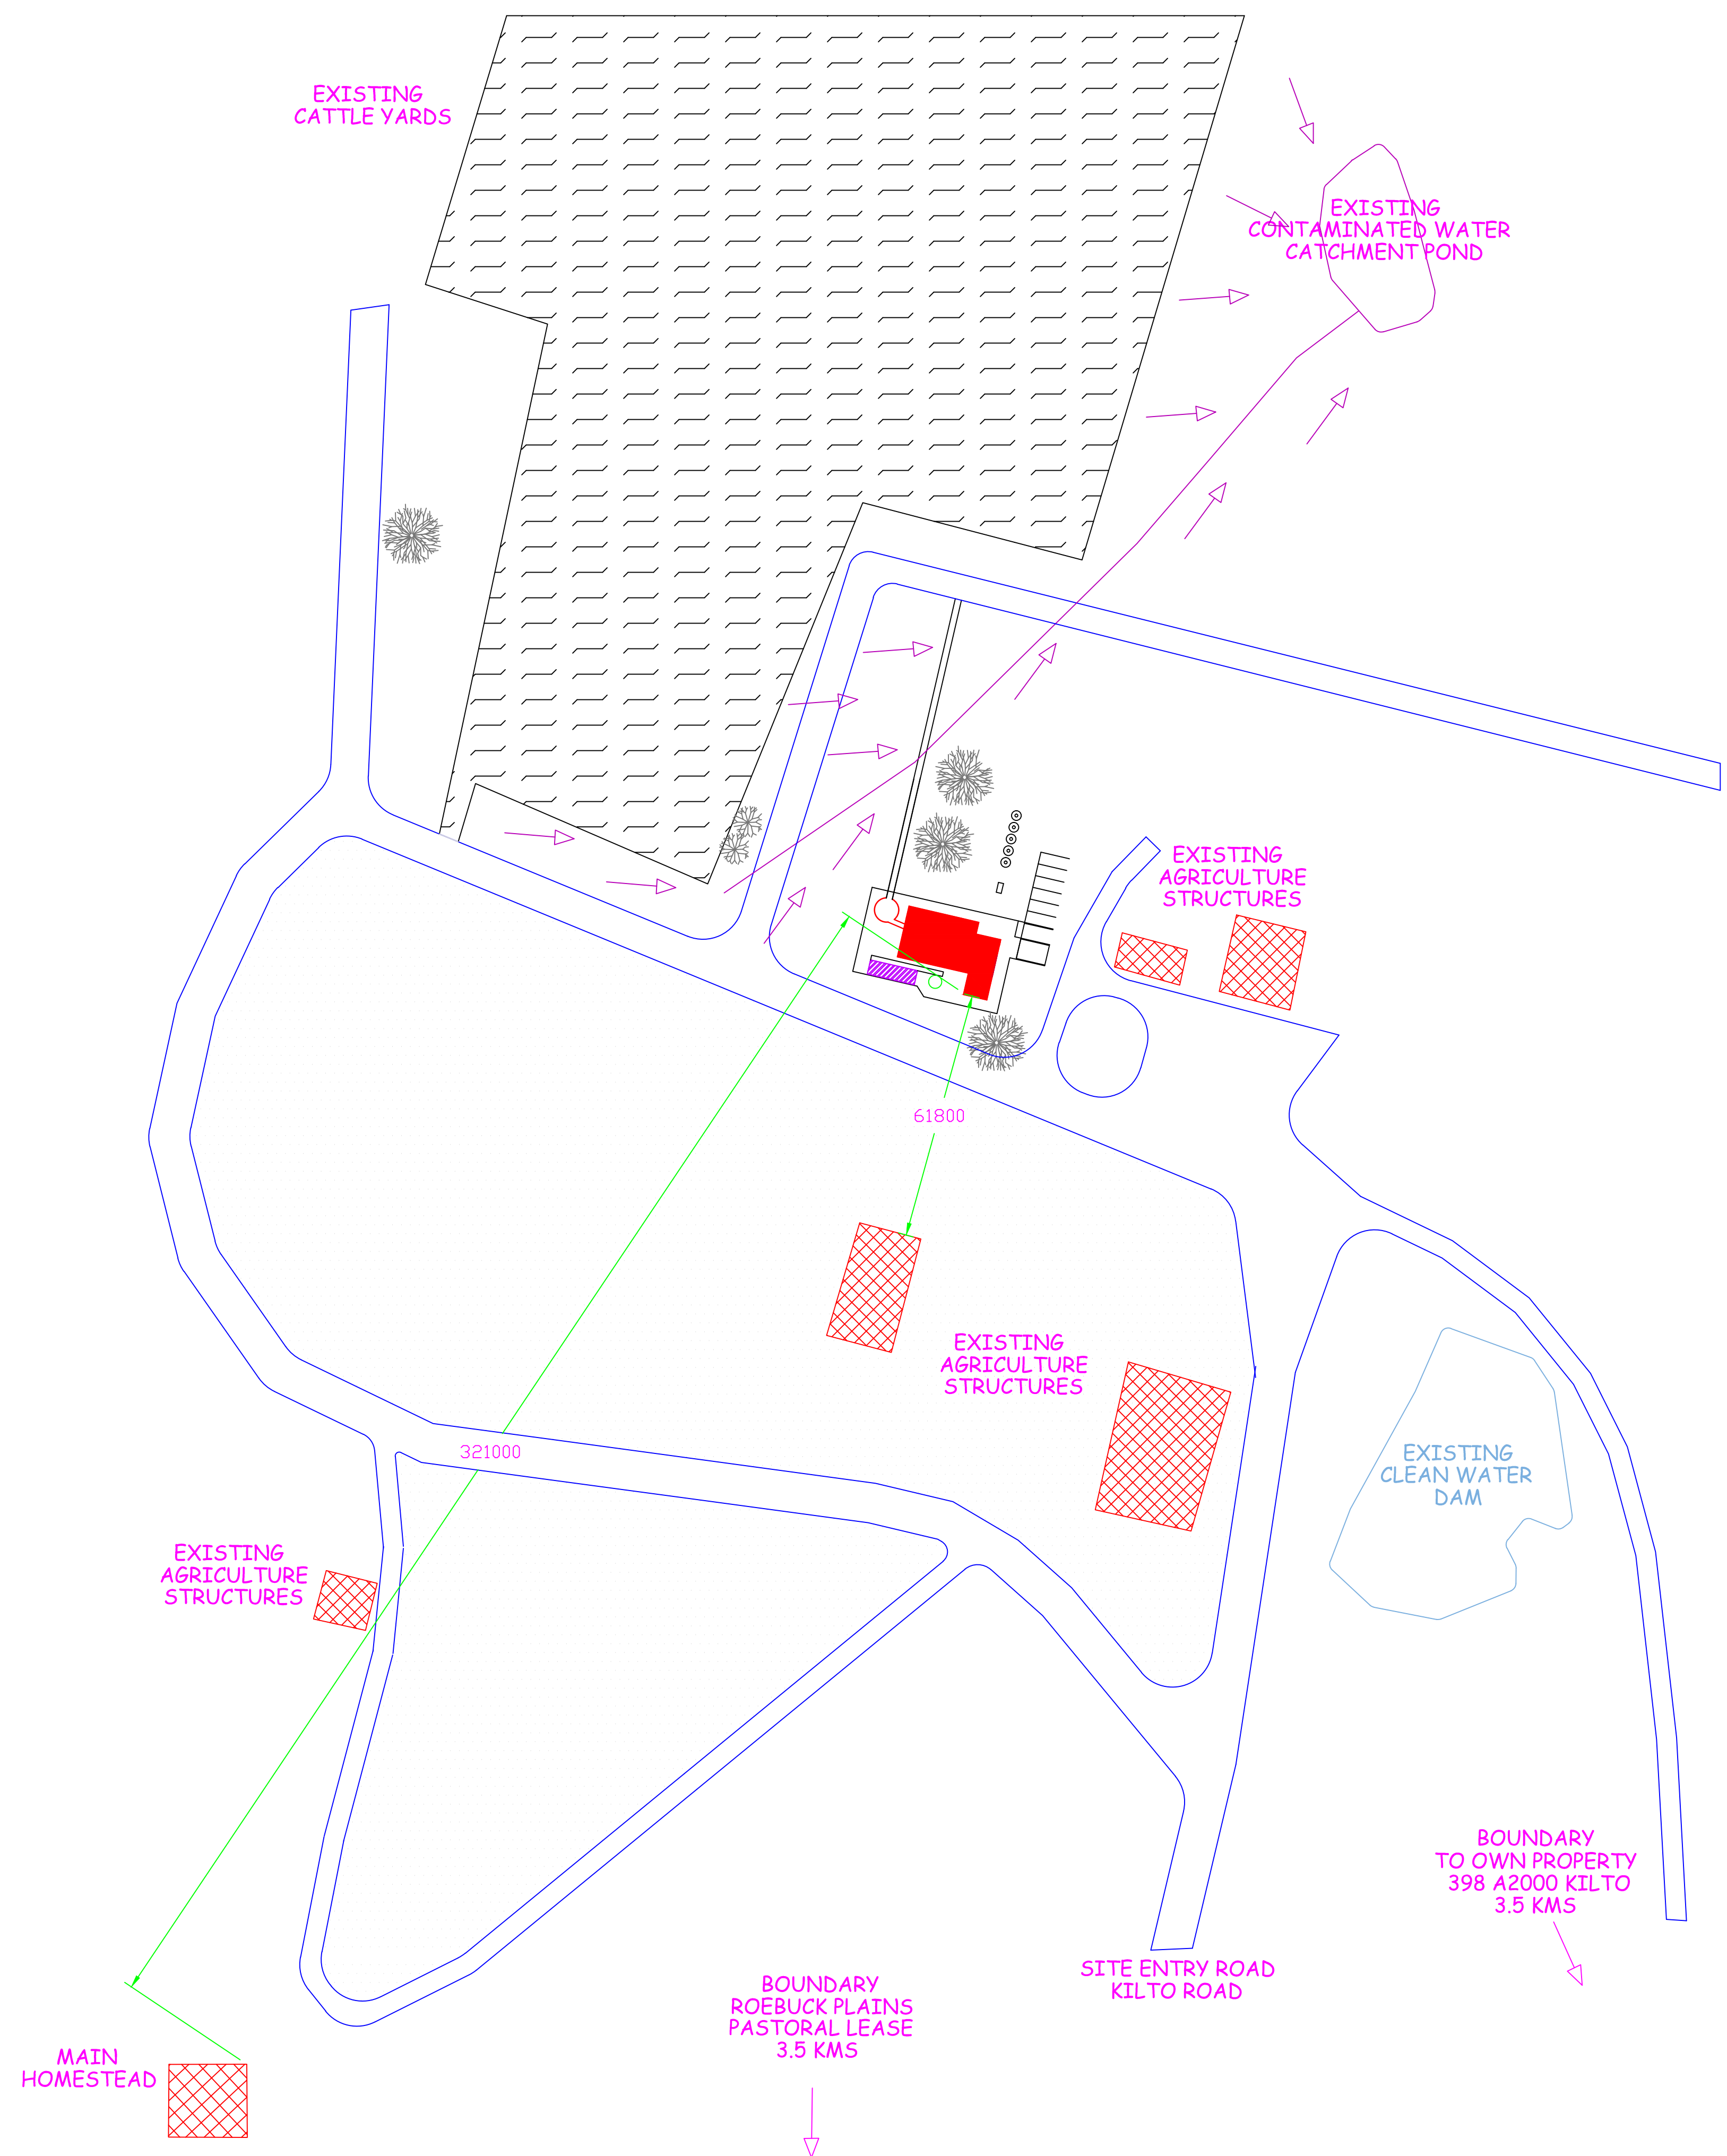 EXISTING
CATTLE YARDS
EXISTING
CONTAMINATED WATER
CATCHMENT POND
EXISTING
AGRICULTURE
STRUCTURES
61800
EXISTING
AGRICULTURE
STRUCTURES
321000
EXISTING
CLEAN WATER
DAM
EXISTING
AGRICULTURE
STRUCTURES
BOUNDARY
TO OWN PROPERTY
398 A2000 KILTO
3.5 KMS
SITE ENTRY ROAD
KILTO ROAD
BOUNDARY
ROEBUCK PLAINS
PASTORAL LEASE
3.5 KMS
MAIN
HOMESTEAD